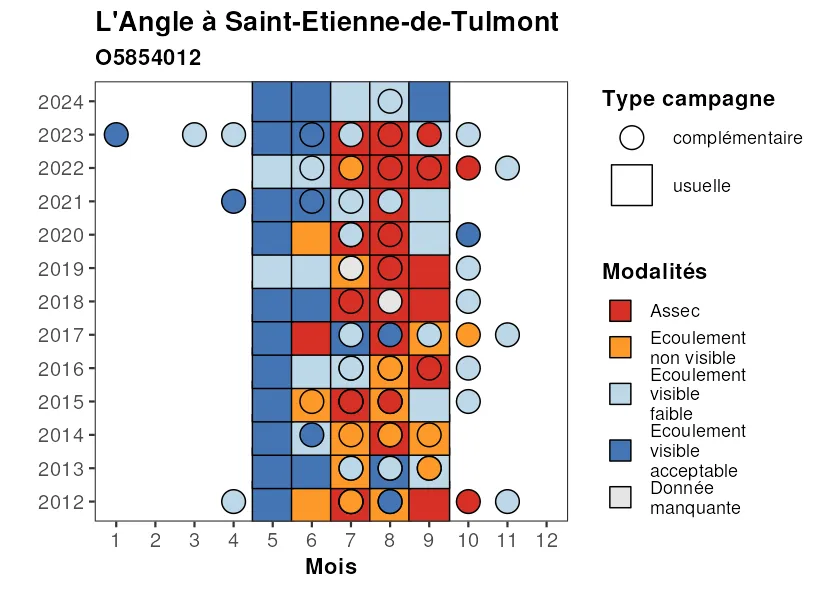 L'Angle à Saint-Etienne-de-Tulmont
O5854012
2024
2023
2022
2021
2020
2019
2018
2017
2016
2015
2014
2013
2012
1 2 3 4 5 6 7 8 9 10 11 12
Mois
Type campagne
complémentaire
usuelle
Modalités
Assec
Ecoulement
non visible
Ecoulement
visible
faible
Ecoulement
visible
acceptable
Donnée
manquante